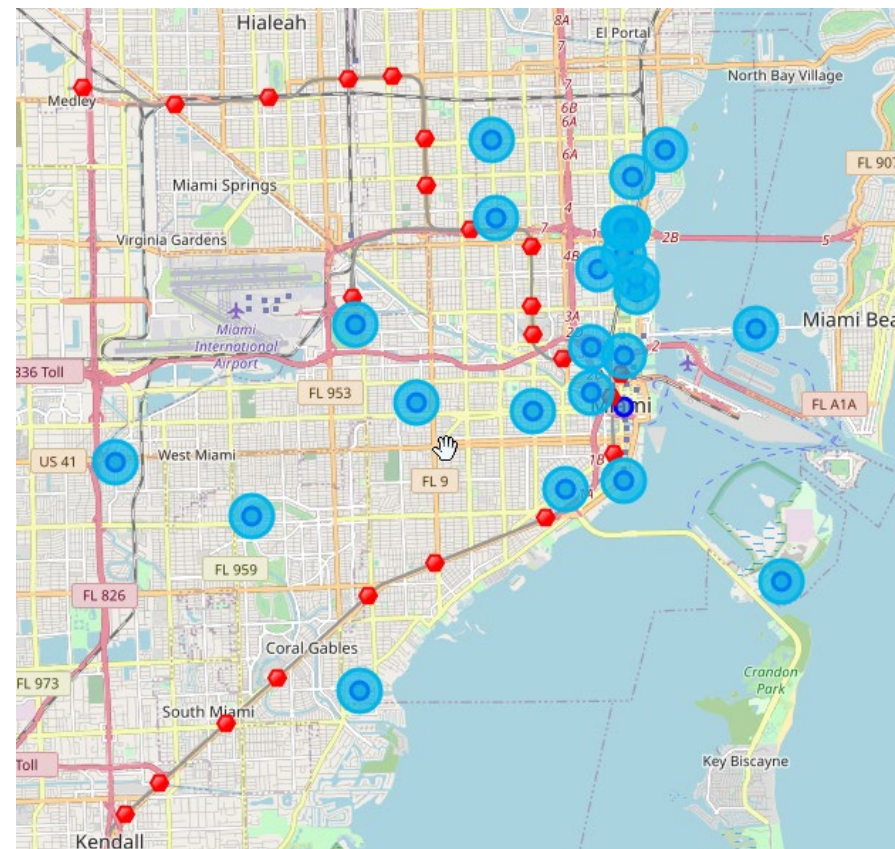 Hialeah
8A
El Portal
7
North Bay Village
7
Medley
6B
6A
6A
FL 907
Miami Springs
4
7
1
2B
5
Virginia Gardens
4B
Miami
International
Airport
3A
Miami Bea
2
836 Toll
FL 953
FL A1A
Miami
US 41
West Miami
1B
FL 9
1A
FL 959
FL 826
Coral Gables
FL 973
Crandon
Park
South Miami
Toll
Key Biscayne
Kendall